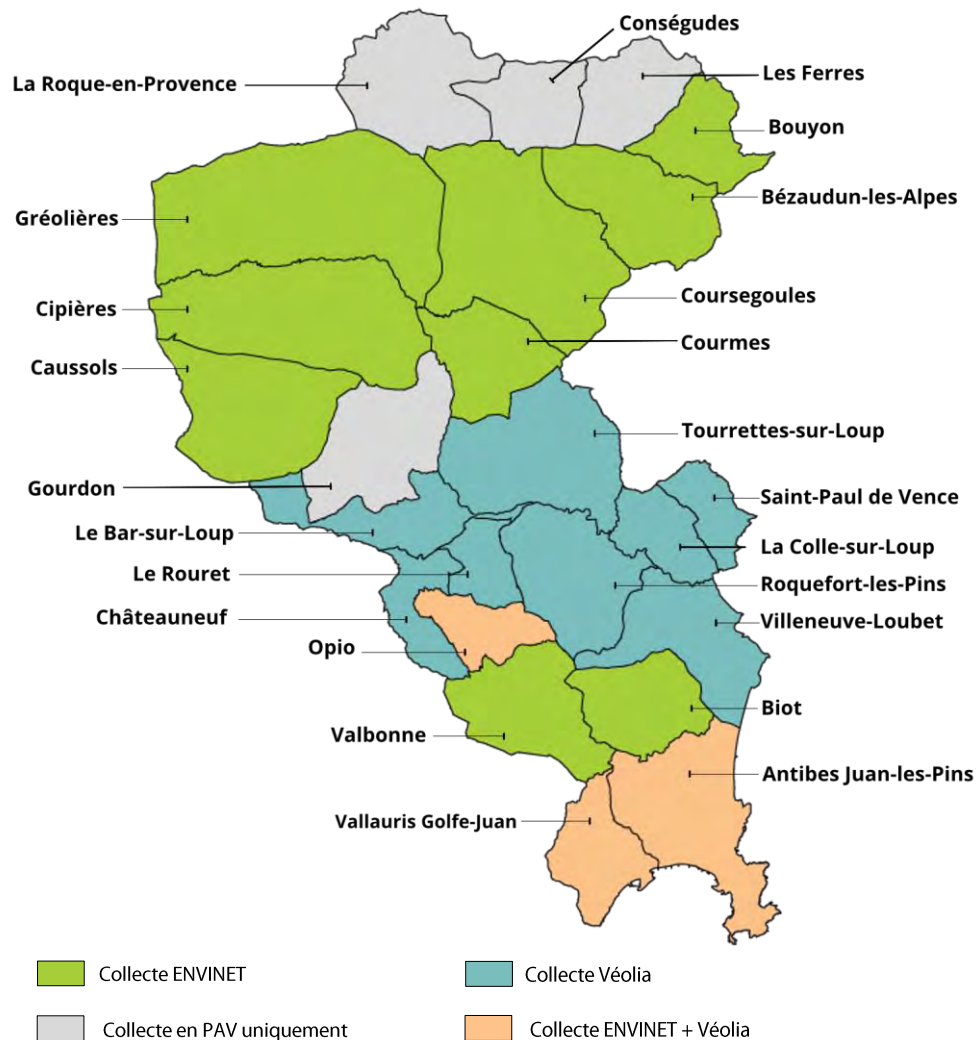 Conségudes
La Roque-en-Provence
Les Ferres
Bouyon
Bézaudun-les-Alpes
Gréolières
Coursegoules
Cipières
Courmes
Caussols
Tourrettes-sur-Loup
Gourdon
Saint-Paul de Vence
Le Bar-sur-Loup
La Colle-sur-Loup
Le Rouret
Roquefort-les-Pins
Châteauneuf
Villeneuve-Loubet
Opio
Biot
Valbonne
Antibes Juan-les-Pins
Vallauris Golfe-Juan
Collecte ENVINET
Collecte Véolia
Collecte en PAV uniquement
Collecte ENVINET + Véolia